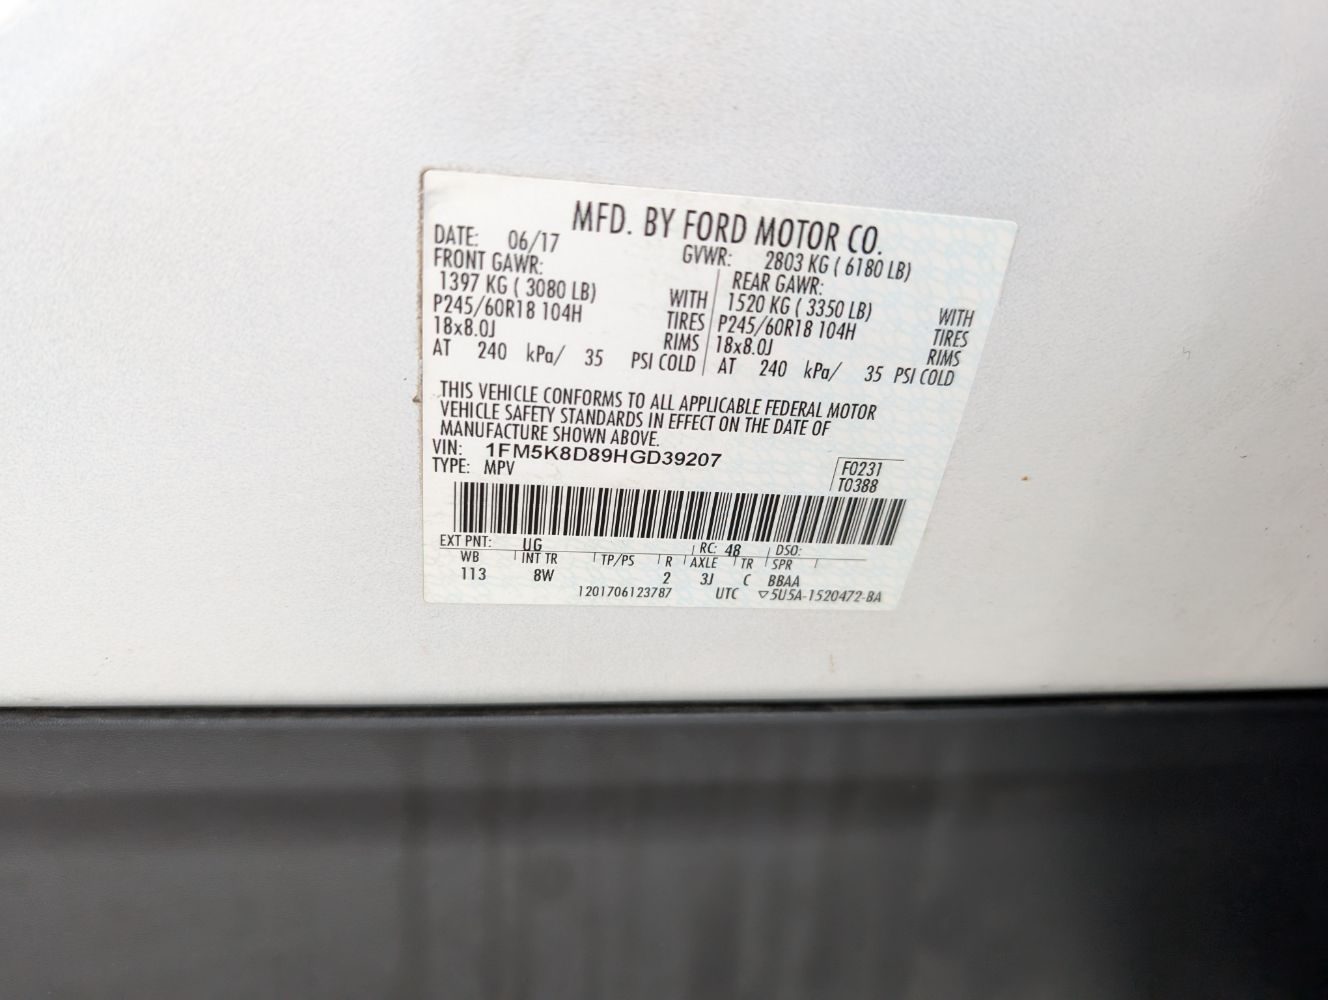 MFD. BY FORD MOTOR CO.
DATE: 06/17 GVWR: 2803 KG ( 6180 LB)
FRONT GAWR: REAR GAWR:
1397 KG ( 3080 LB) WITH 1520 KG ( 3350 LB) WITH
P245/60R18 104H TIRES P245/60R18 104H TIRES
18x8.0J RIMS 18x8.0J RIMS
AT 240 kPa/ 35 PSI COLD AT 240 kPa/ 35 PSI COLD
THIS VEHICLE CONFORMS TO ALL APPLICABLE FEDERAL MOTOR
VEHICLE SAFETY STANDARDS IN EFFECT ON THE DATE OF
MANUFACTURE SHOWN ABOVE.
VIN: 1FM5K8D89HGD39207 F0231
TYPE: MPV T0388
EXT PNT: UG RC: 48 DSO:
WB INT TR TP/PS R AXLE TR SPR
113 8W 2 3J C BBAA
1201706123787 UTC ▽5U5A-1520472-BA